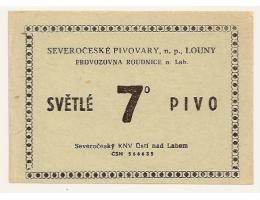 SEVEROČESKÉ PIVOVARY, n. p., LOUNY
PROVOZOVNA ROUDNICE n. Lab.
SVĚTLÉ 7° PIVO
Severočeský KNV Ústí nad Labem
ČSN 566635